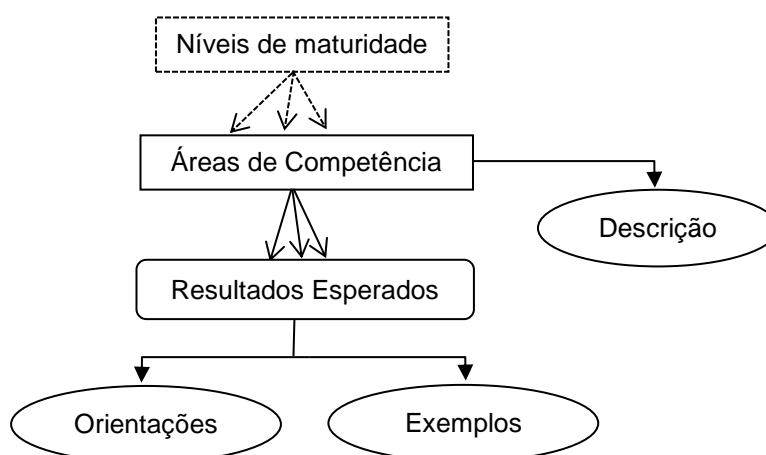 Níveis de maturidade
Áreas de Competência
Descrição
Resultados Esperados
Orientações
Exemplos